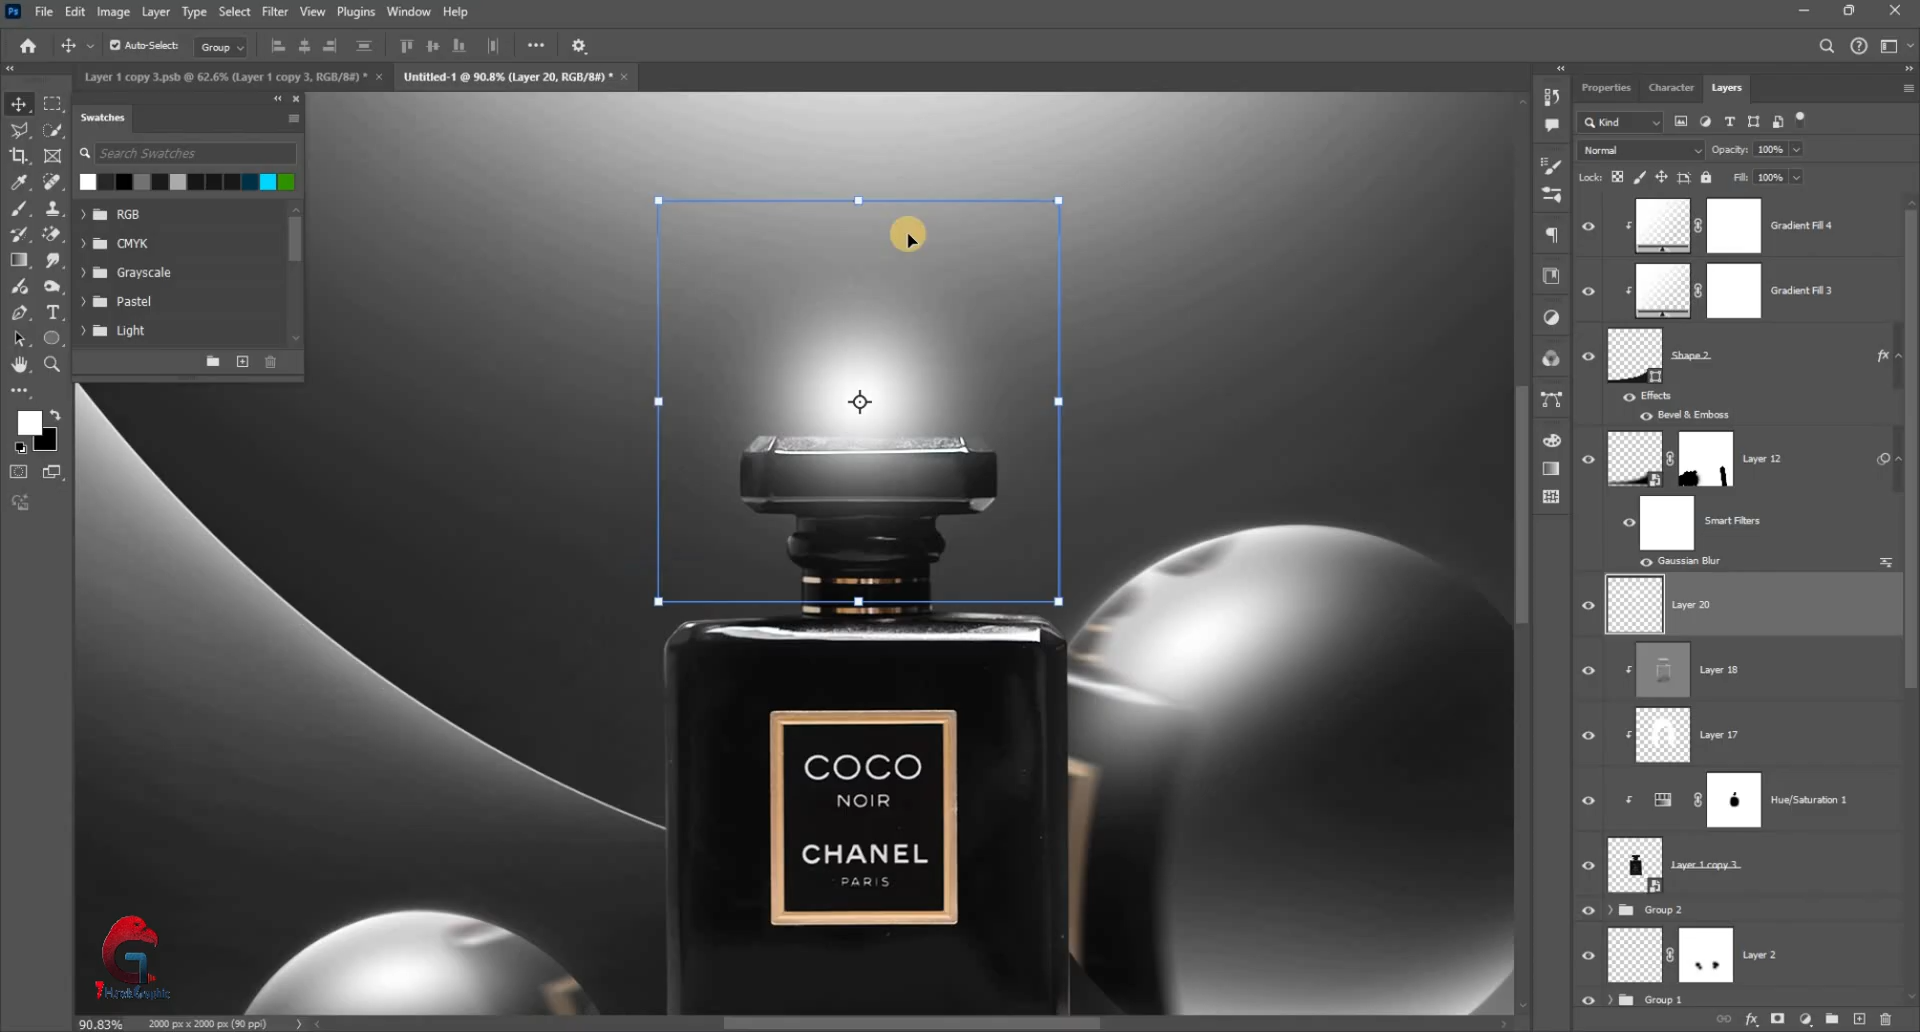 Ps File Edit Image Layer Type Select Filter View Plugins Window Help
Auto-Select: Group
Layer 1 copy 3.psb @ 62.6% (Layer 1 copy 3, RGB/8#) * × Untitled-1 @ 90.8% (Layer 20, RGB/8#) * ×
Swatches
Search Swatches
RGB
CMYK
Grayscale
Pastel
Light
COCO
NOIR
CHANEL
PARIS
Properties Character Layers
Kind
Normal Opacity: 100%
Lock: Fill: 100%
Gradient Fill 4
Gradient Fill 3
Shape 2 fx
Effects
Bevel & Emboss
Layer 12
Smart Filters
Gaussian Blur
Layer 20
Layer 18
Layer 17
Hue/Saturation 1
Layer 1 copy 3
Group 2
Layer 2
Group 1
fx
90.83% 2000 px x 2000 px (90 ppi)